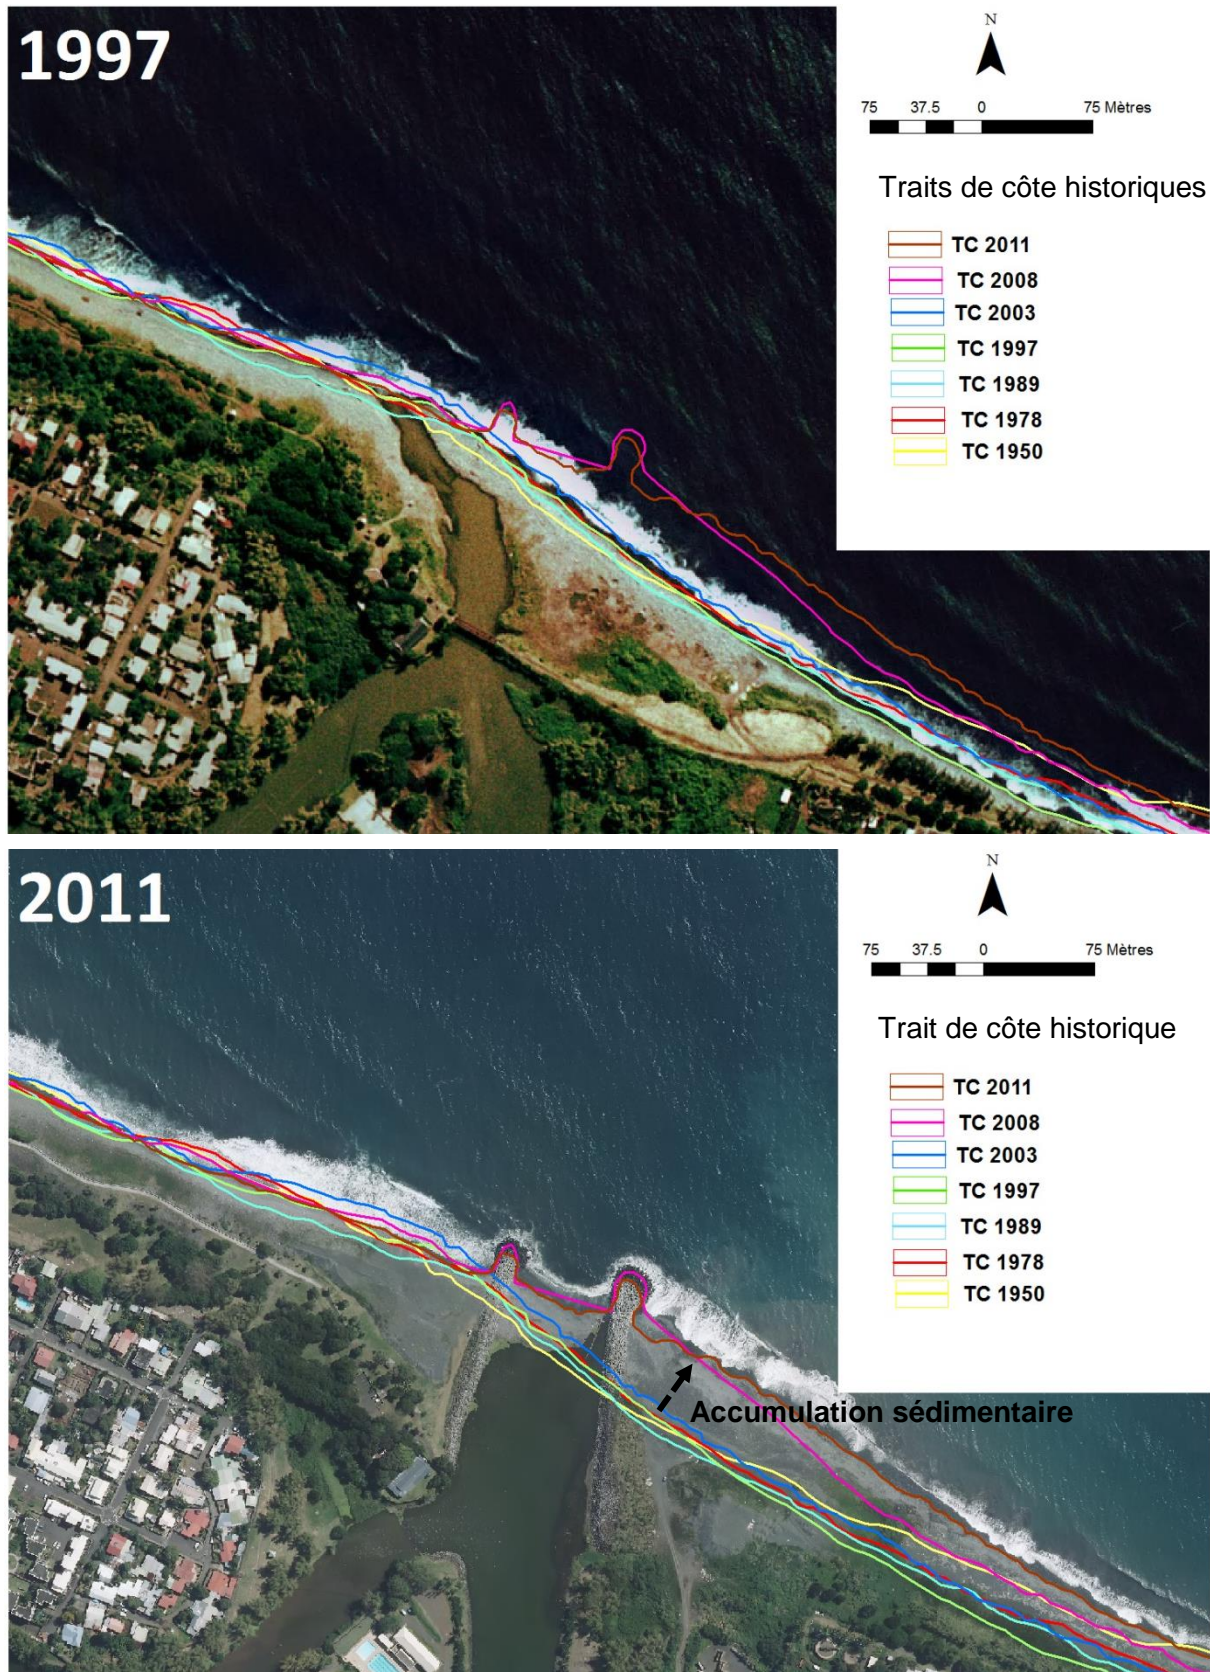 1997
N
75 37.5 0 75 Mètres
Traits de côte historiques
TC 2011
TC 2008
TC 2003
TC 1997
TC 1989
TC 1978
TC 1950
2011
N
75 37.5 0 75 Mètres
Trait de côte historique
TC 2011
TC 2008
TC 2003
TC 1997
TC 1989
TC 1978
TC 1950
Accumulation sédimentaire